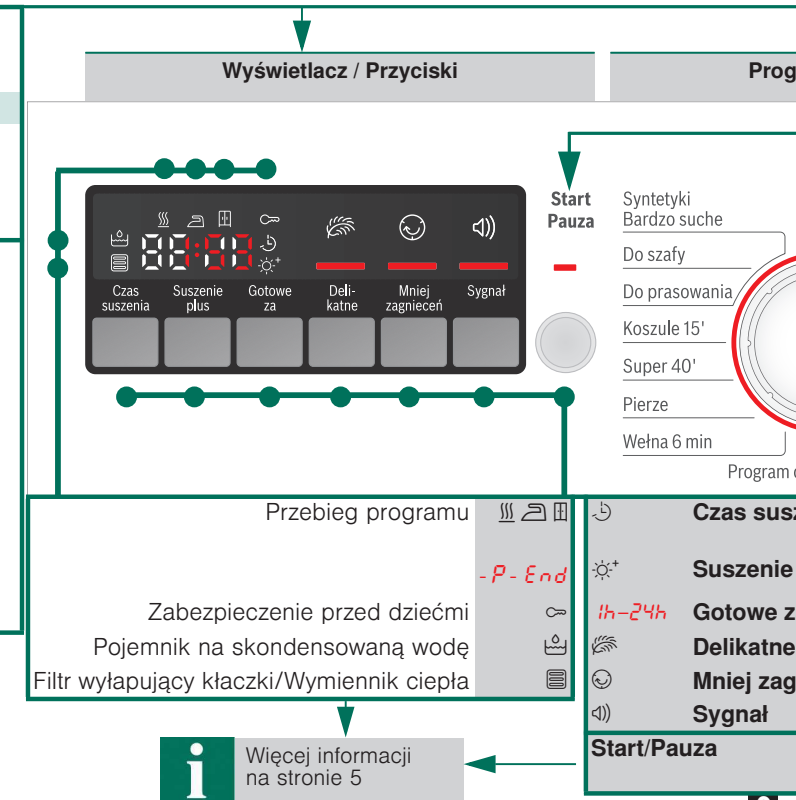 Wyświetlacz / Przyciski
Prog
Start
Pauza
Czas
suszenia
Suszenie
plus
Gotowe
za
Deli-
katne
Mniej
zagnieceń
Sygnał
Syntetyki
Bardzo suche
Do szafy
Do prasowania
Koszule 15'
Super 40'
Pierze
Wełna 6 min
Program
Przebieg programu
-P- End
Zabezpieczenie przed dziećmi
Pojemnik na skondensowaną wodę
Filtr wyłapujący kłaczki/Wymiennik ciepła
Czas susz
Suszenie
1h-24h Gotowe z
Delikatne
Mniej zag
Sygnał
Start/Pauza
i Więcej informacji
na stronie 5